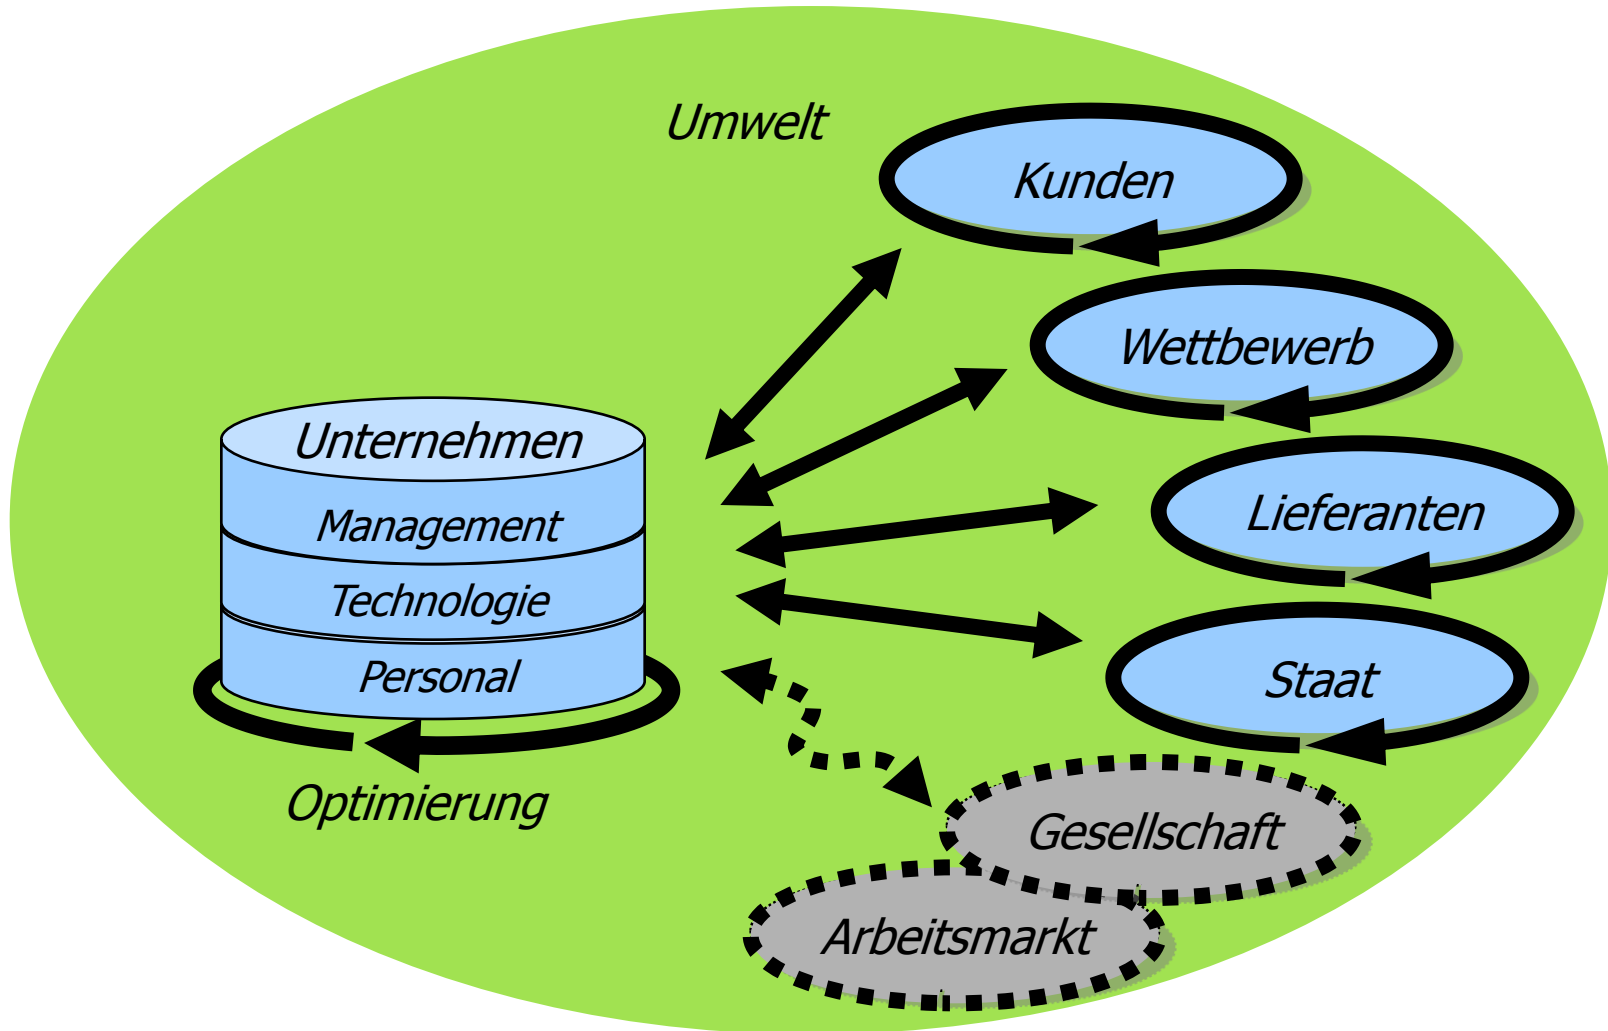 Umwelt
Kunden
Wettbewerb
Unternehmen
Management
Technologie
Personal
Optimierung
Lieferanten
Staat
Gesellschaft
Arbeitsmarkt